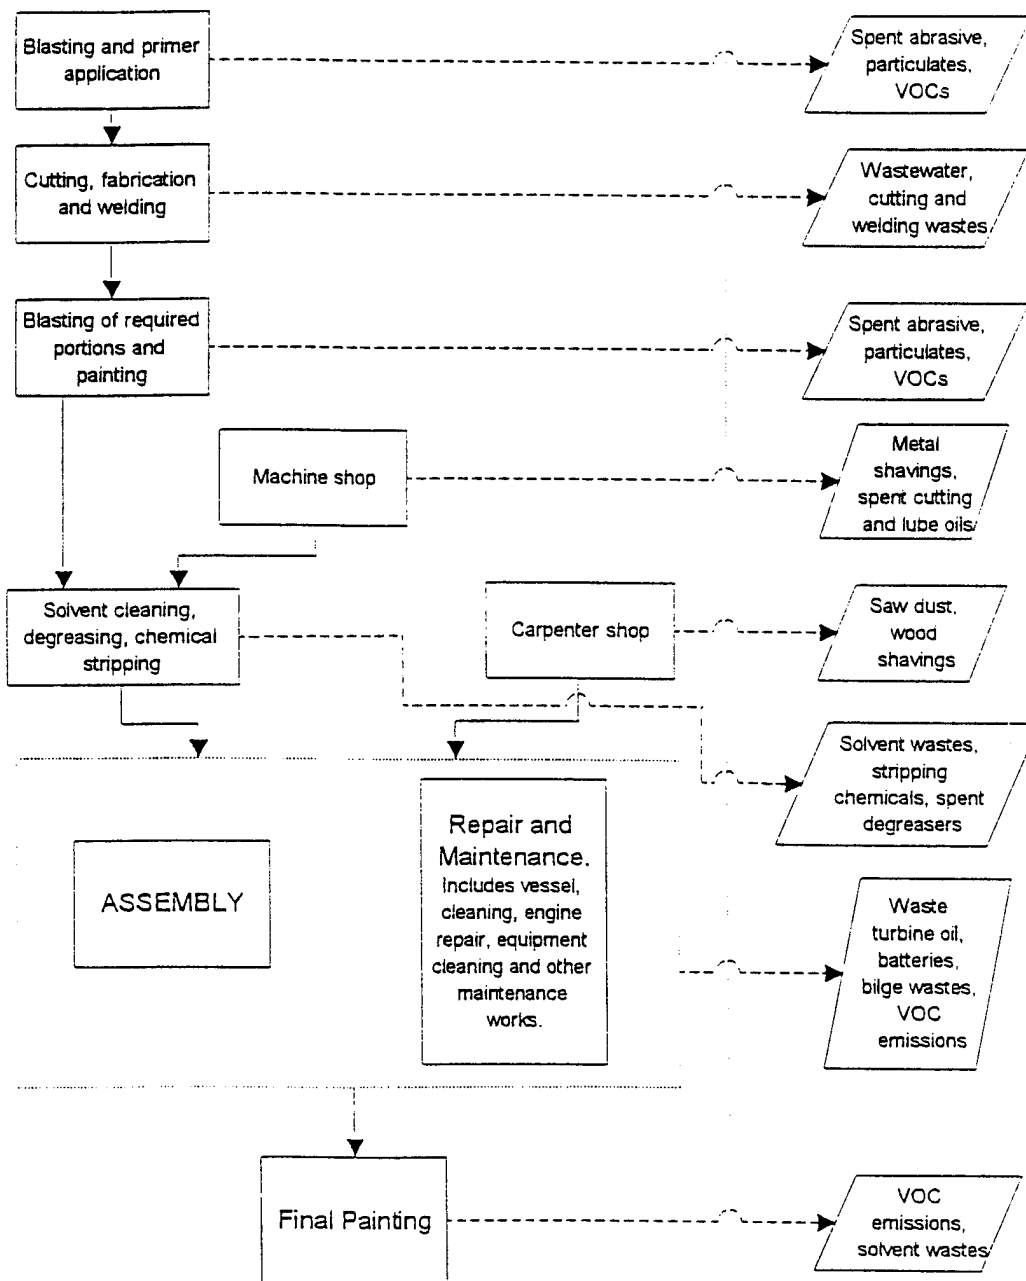 Blasting and primer
application
Spent abrasive,
particulates,
VOCs
Cutting, fabrication
and welding
Wastewater,
cutting and
welding wastes
Blasting of required
portions and
painting
Spent abrasive,
particulates,
VOCs
Machine shop
Metal
shavings,
spent cutting
and lube oils
Solvent cleaning,
degreasing, chemical
stripping
Carpenter shop
Saw dust,
wood
shavings
Solvent wastes,
stripping
chemicals, spent
degreasers
ASSEMBLY
Repair and
Maintenance.
Includes vessel,
cleaning, engine
repair, equipment
cleaning and other
maintenance
works.
Waste
turbine oil,
batteries,
bilge wastes,
VOC
emissions
Final Painting
VOC
emissions,
solvent wastes